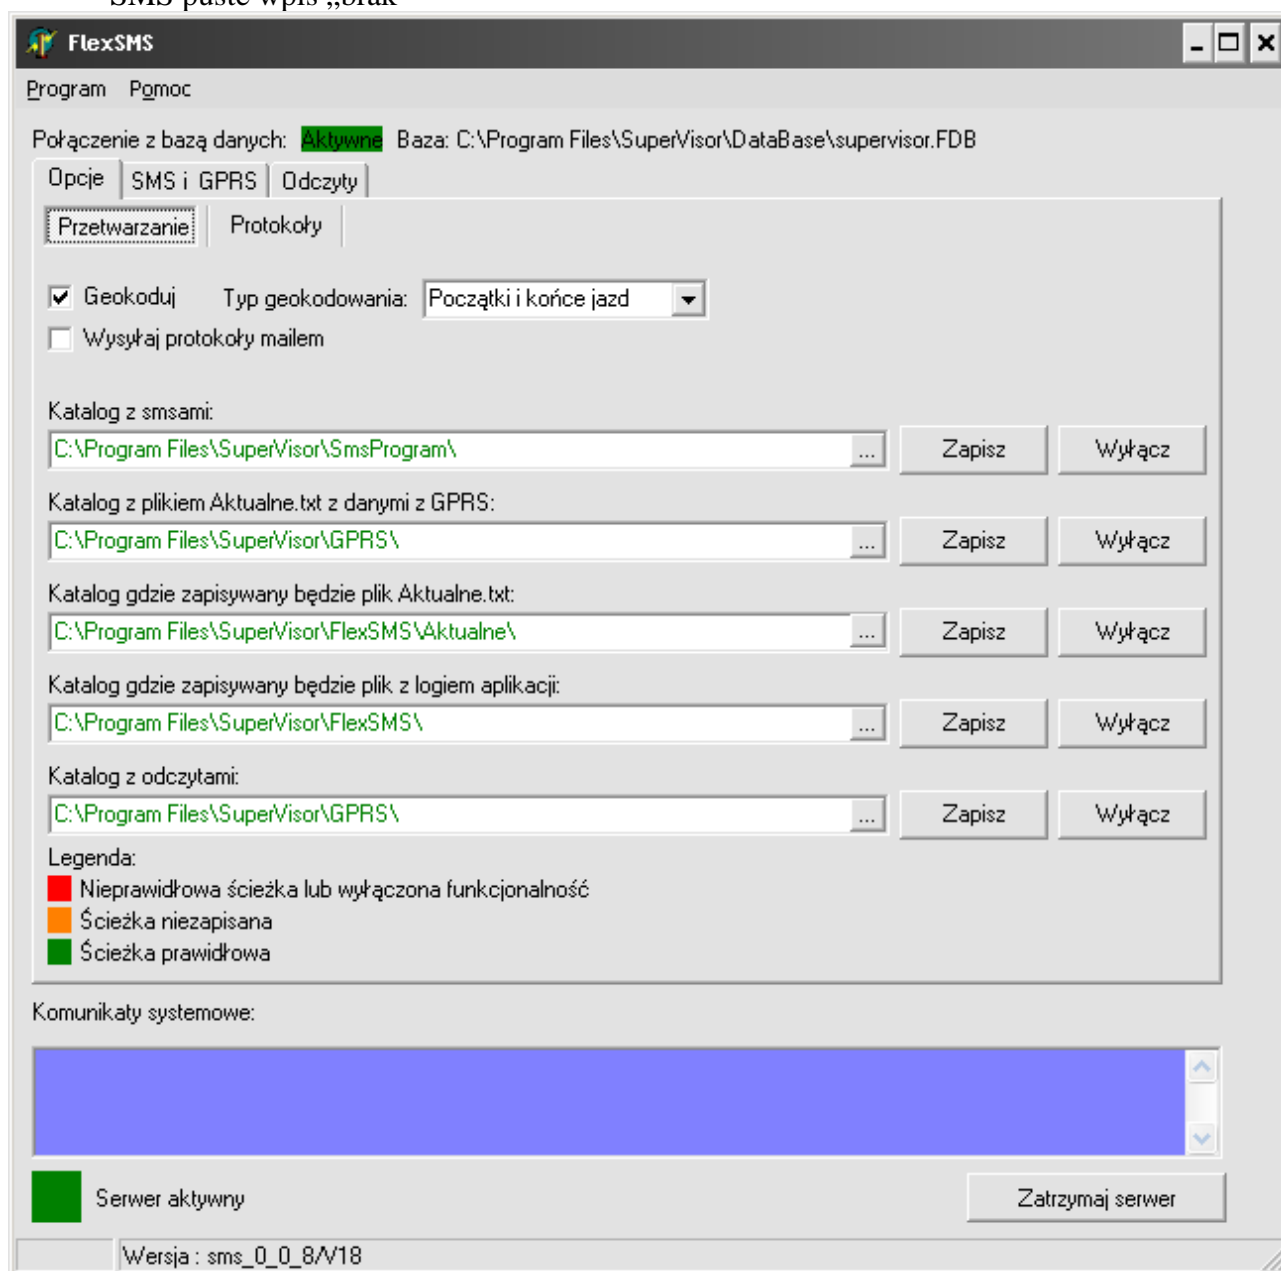 SMS puste wpis „brak
FlexSMS
Program Pomoc
Połączenie z bazą danych: Aktywne Baza: C:\Program Files\SuperVisor\DataBase\supervisor.FDB
Opcje SMS i GPRS Odczyty
Przetwarzanie Protokoły
Geokoduj Typ geokodowania: Początki i końce jazd
Wysyłaj protokoły mailem
Katalog z smsami:
C:\Program Files\SuperVisor\SmsProgram\ ... Zapisz Wyłącz
Katalog z plikiem Aktualne.txt z danymi z GPRS:
C:\Program Files\SuperVisor\GPRS\ ... Zapisz Wyłącz
Katalog gdzie zapisywany będzie plik Aktualne.txt:
C:\Program Files\SuperVisor\FlexSMS\Aktualne\ ... Zapisz Wyłącz
Katalog gdzie zapisywany będzie plik z logiem aplikacji:
C:\Program Files\SuperVisor\FlexSMS\ ... Zapisz Wyłącz
Katalog z odczytami:
C:\Program Files\SuperVisor\GPRS\ ... Zapisz Wyłącz
Legenda:
Nieprawidłowa ścieżka lub wyłączona funkcjonalność
Ścieżka niezapisana
Ścieżka prawidłowa
Komunikaty systemowe:
Serwer aktywny Zatrzymaj serwer
Wersja : sms_0_0_8/V18